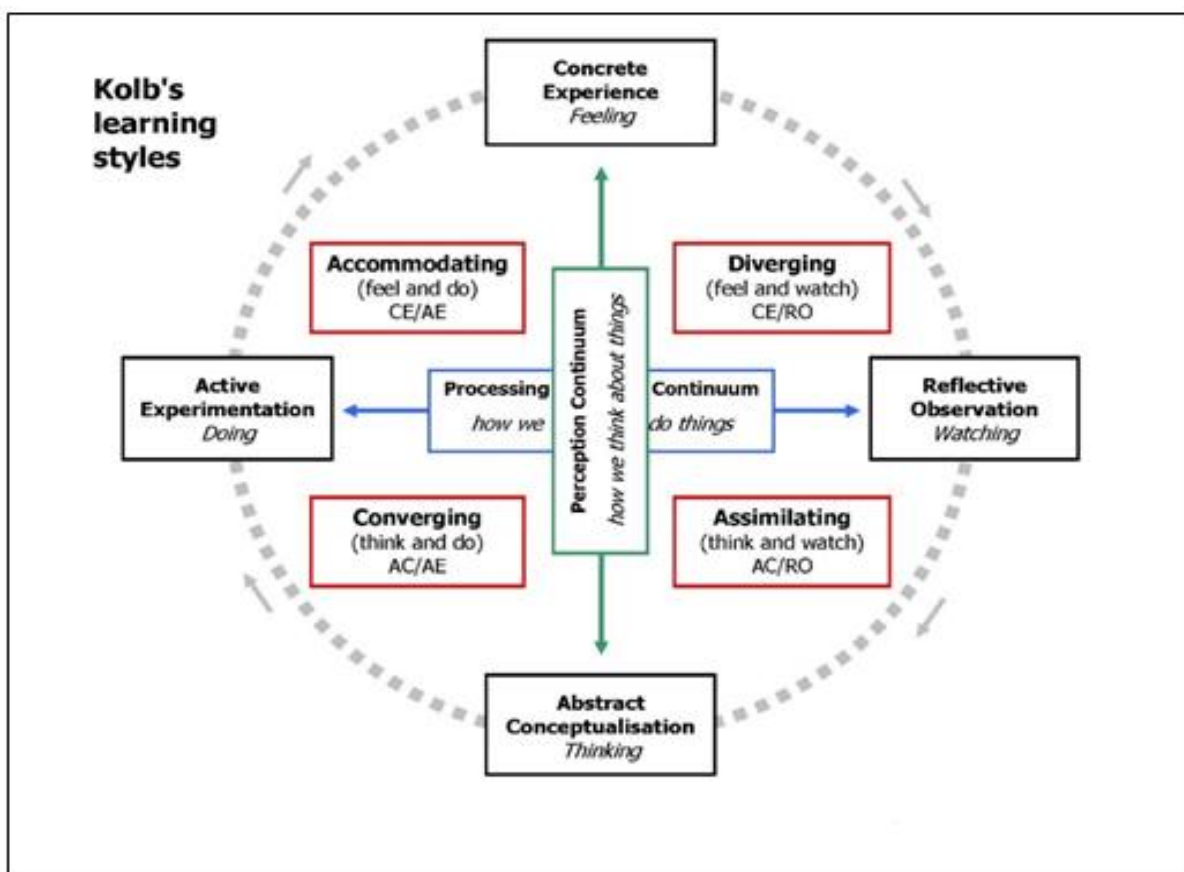 Kolb's
learning
styles
Concrete
Experience
Feeling
Accommodating
(feel and do)
CE/AE
Diverging
(feel and watch)
CE/RO
Active
Experimentation
Doing
Processing Continuum
how we do things
Perception Continuum
how we think about things
Reflective
Observation
Watching
Converging
(think and do)
AC/AE
Assimilating
(think and watch)
AC/RO
Abstract
Conceptualisation
Thinking